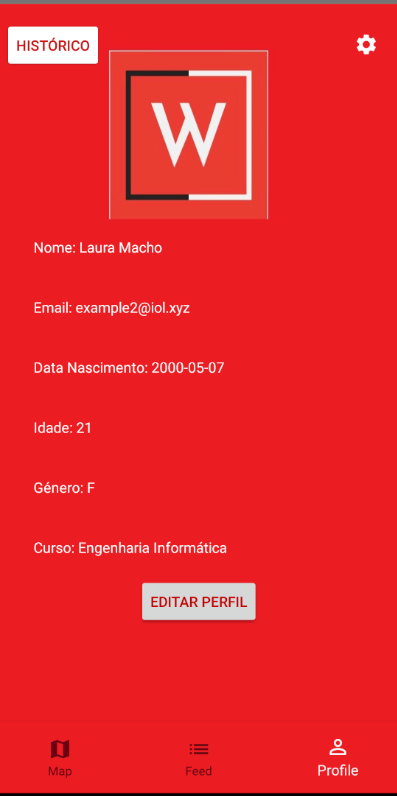 HISTÓRICO
W
Nome: Laura Macho
Email: example2@iol.xyz
Data Nascimento: 2000-05-07
Idade: 21
Género: F
Curso: Engenharia Informática
EDITAR PERFIL
Map
Feed
Profile